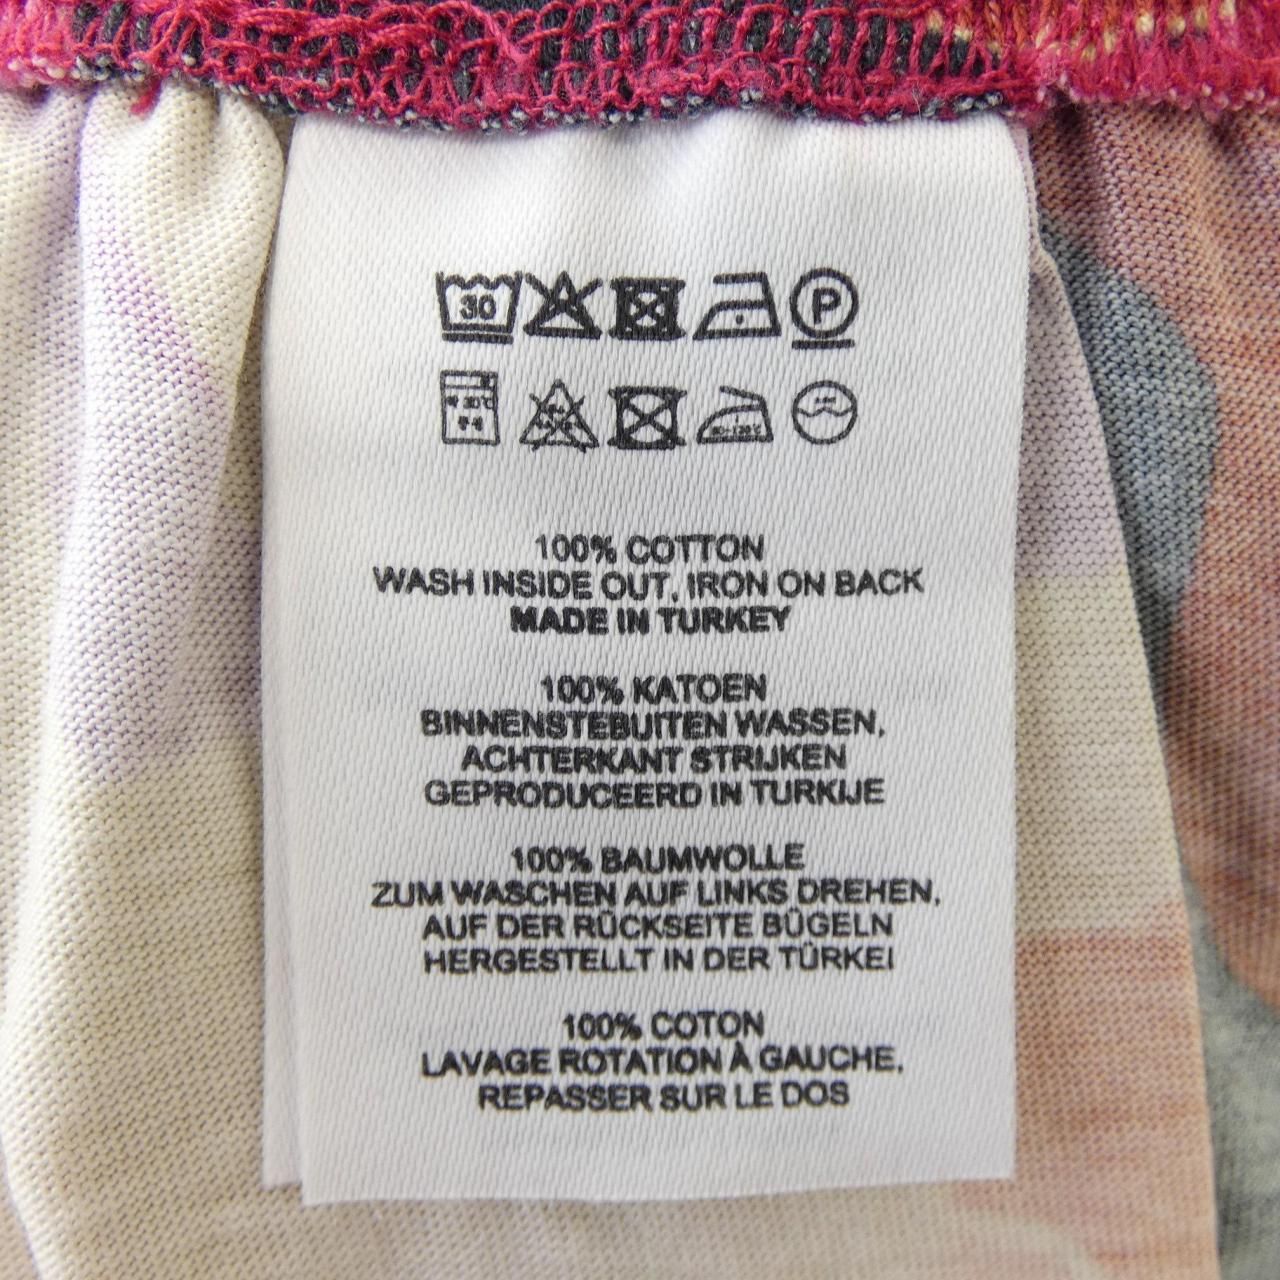 30
P
100% COTTON
WASH INSIDE OUT, IRON ON BACK
MADE IN TURKEY
100% KATOEN
BINNENSTEBUITEN WASSEN,
ACHTERKANT STRIJKEN
GEPRODUCEERD IN TURKIJE
100% BAUMWOLLE
ZUM WASCHEN AUF LINKS DREHEN,
AUF DER RÜCKSEITE BÜGELN
HERGESTELLT IN DER TÜRKEI
100% COTON
LAVAGE ROTATION À GAUCHE,
REPASSER SUR LE DOS